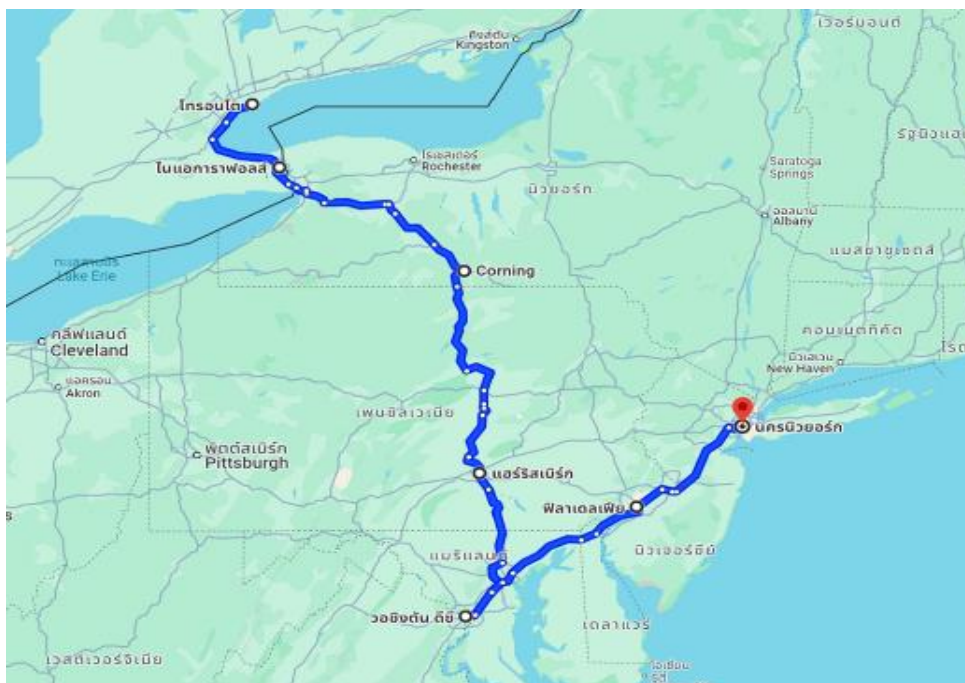 เวอร์มอนต์
คิงส์ตัน
Kingston
โทรอนโต
รัฐนิวแฮม
ไนแอการาฟอลส์
โรเชสเตอร์
Rochester
Saratoga
Springs
นิวยอร์ก
ออลบานี
Albany
แมสซาชูเซตส์
Lake Erie
Corning
คอนเนตทิคัต
คลีฟแลนด์
Cleveland
นิวเฮเวน
New Haven
โรด
แอครอน
Akron
เพนซิลเวเนีย
นครนิวยอร์ก
พิตต์สเบิร์ก
Pittsburgh
แฮร์ริสเบิร์ก
ฟิลาเดลเฟีย
แมริแลนด์
นิวเจอร์ซีย์
วอชิงตัน ดีซี
เดลาแวร์
เวสต์เวอร์จิเนีย
โอเชียน
ซิตี